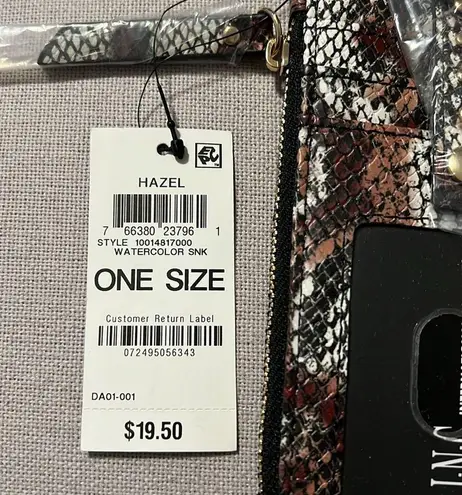 HAZEL
7 66380 23796 1
STYLE 10014817000
WATERCOLOR SNK
ONE SIZE
Customer Return Label
072495056343
DA01-001
$19.50
I.N.C
INTERNATIONAL